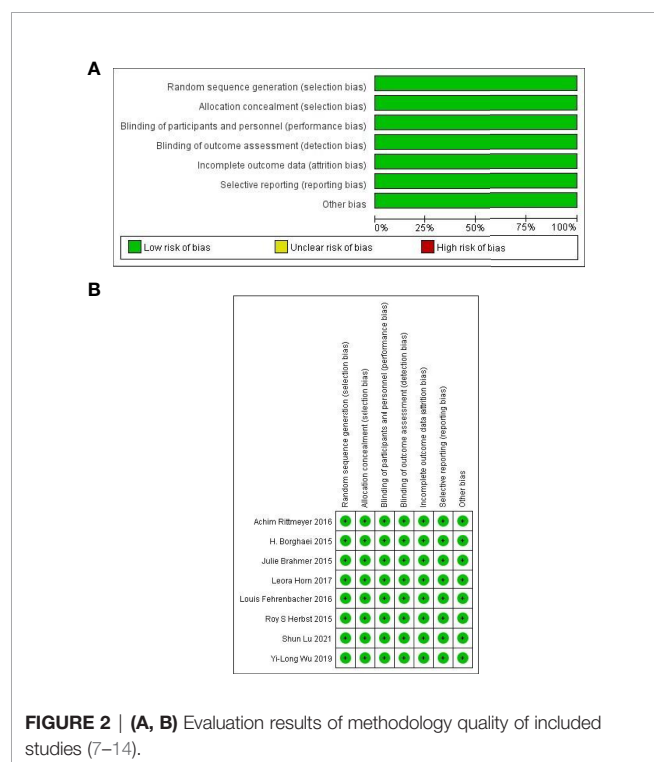 A
Random sequence generation (selection bias)
Allocation concealment (selection bias)
Blinding of participants and personnel (performance bias)
Blinding of outcome assessment (detection bias)
Incomplete outcome data (attrition bias)
Selective reporting (reporting bias)
Other bias
0% 25% 50% 75% 100%
Low risk of bias Unclear risk of bias High risk of bias
B
Random sequence generation (selection bias)
Allocation concealment (selection bias)
Blinding of participants and personnel (performance bias)
Blinding of outcome assessment (detection bias)
Incomplete outcome data (attrition bias)
Selective reporting (reporting bias)
Other bias
Achim Rittmeyer 2016 + + + + + + +
H. Borghaei 2015 + + + + + + +
Julie Brahmer 2015 + + + + + + +
Leora Horn 2017 + + + + + + +
Louis Fehrenbacher 2016 + + + + + + +
Roy S Herbst 2015 + + + + + + +
Shun Lu 2021 + + + + + + +
Yi-Long Wu 2019 + + + + + + +
FIGURE 2 | (A, B) Evaluation results of methodology quality of included
studies (7–14).